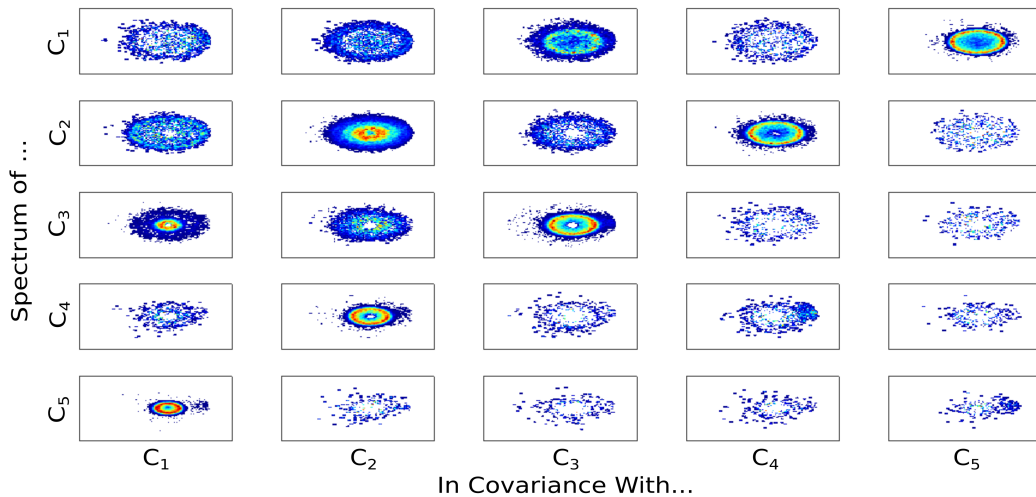 Spectrum of ...
C₁
C₂
C₃
C₄
C₅
C₁ C₂ C₃ C₄ C₅
In Covariance With...